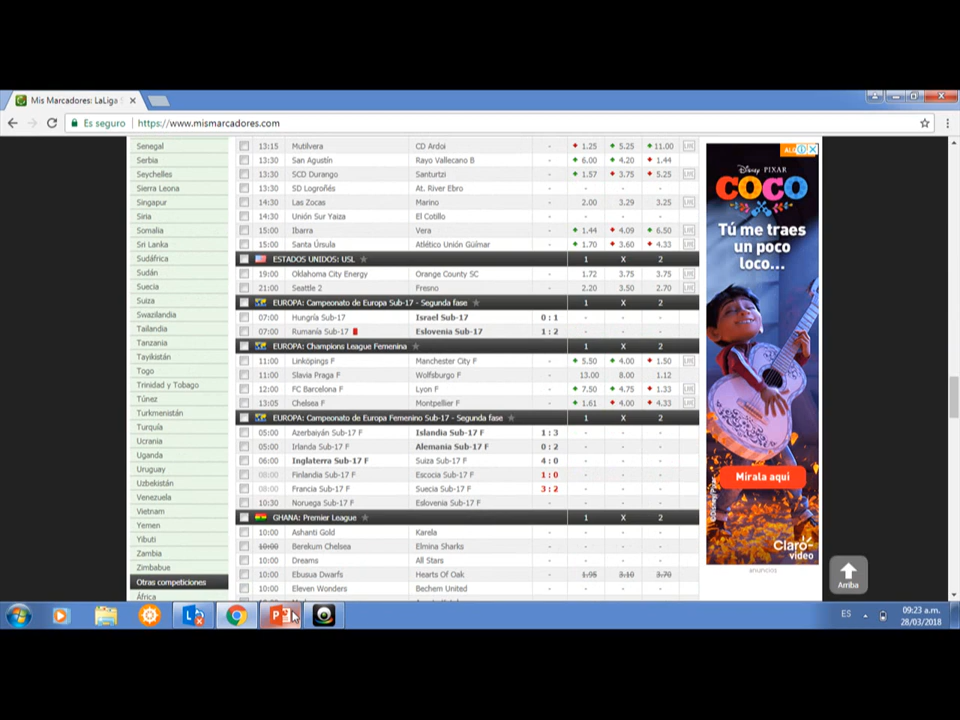 Mis Marcadores: LaLiga
Es seguro | https://www.mismarcadores.com
Senegal
Serbia
Seychelles
Sierra Leona
Singapur
Siria
Somalia
Sri Lanka
Sudáfrica
Sudán
Suecia
Suiza
Swazilandia
Tailandia
Tanzania
Tayikistán
Togo
Trinidad y Tobago
Túnez
Turkmenistán
Turquía
Ucrania
Uganda
Uruguay
Uzbekistán
Venezuela
Vietnam
Yemen
Yibuti
Zambia
Zimbabue
Otras competiciones
África
13:15 Mutilvera CD Ardoi - 1.25 5.25 11.00
13:30 San Agustín Rayo Vallecano B - 6.00 4.20 1.44
13:30 SCD Durango Santurtzi - 1.57 3.75 5.25
13:30 SD Logroñés At. River Ebro - - - -
14:30 Las Zocas Marino - 2.00 3.29 3.25
14:30 Unión Sur Yaiza El Cotillo - - - -
15:00 Ibarra Vera - 1.44 4.09 6.50
15:00 Santa Úrsula Atlético Unión Güímar - 1.70 3.60 4.33
ESTADOS UNIDOS: USL 1 X 2
19:00 Oklahoma City Energy Orange County SC - 1.72 3.75 3.75
21:00 Seattle 2 Fresno - 2.20 3.50 2.70
EUROPA: Campeonato de Europa Sub-17 - Segunda fase
07:00 Hungría Sub-17 Israel Sub-17 0 : 1 - - -
07:00 Rumanía Sub-17 Eslovenia Sub-17 1 : 2 - - -
EUROPA: Champions League Femenina 1 X 2
11:00 Linköpings F Manchester City F - 5.50 4.00 1.50
11:00 Slavia Praga F Wolfsburgo F - 13.00 8.00 1.12
12:00 FC Barcelona F Lyon F - 7.50 4.75 1.33
13:05 Chelsea F Montpellier F - 1.61 4.00 4.33
EUROPA: Campeonato de Europa Femenino Sub-17 - Segunda fase
05:00 Azerbaiyán Sub-17 F Islandia Sub-17 F 1 : 3 - - -
05:00 Irlanda Sub-17 F Alemania Sub-17 F 0 : 2 - - -
06:00 Inglaterra Sub-17 F Suiza Sub-17 F 4 : 0 - - -
08:00 Finlandia Sub-17 F Escocia Sub-17 F 1 : 0 - - -
08:00 Francia Sub-17 F Suecia Sub-17 F 3 : 2 - - -
10:30 Noruega Sub-17 F Eslovenia Sub-17 F - - - -
GHANA: Premier League 1 X 2
10:00 Ashanti Gold Karela - - - -
10:00 Berekum Chelsea Elmina Sharks - - - -
10:00 Dreams All Stars - - - -
10:00 Ebusua Dwarfs Hearts Of Oak - 1.95 3.10 3.70
10:00 Eleven Wonders Bechem United - - - -
Disney PIXAR
COCO
Tú me traes
un poco
loco...
Mírala aquí
Claro-
video
anuncios
Arriba
ES
09:23 a.m.
28/03/2018